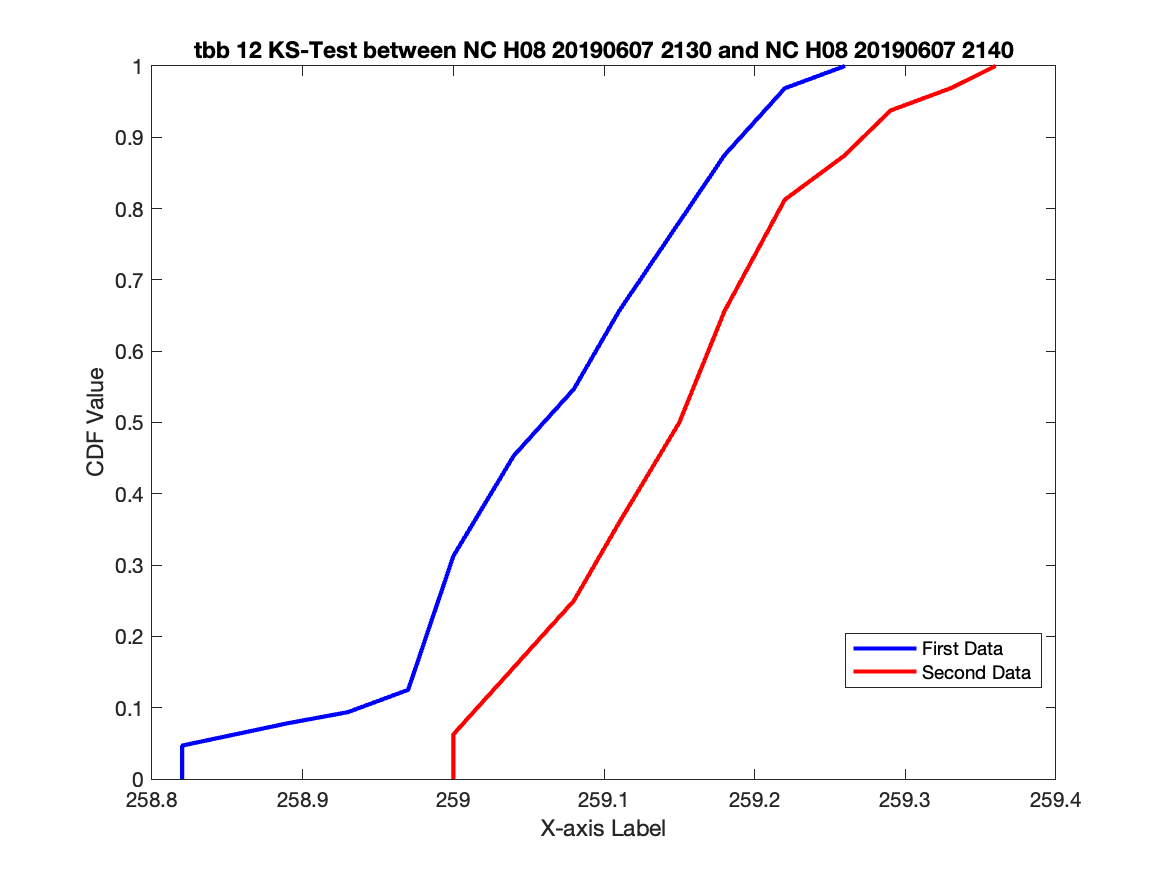 tbb 12 KS-Test between NC H08 20190607 2130 and NC H08 20190607 2140
1
0.9
0.8
0.7
0.6
0.5
0.4
0.3
0.2
0.1
0
CDF Value
First Data
Second Data
258.8 258.9 259 259.1 259.2 259.3 259.4
X-axis Label